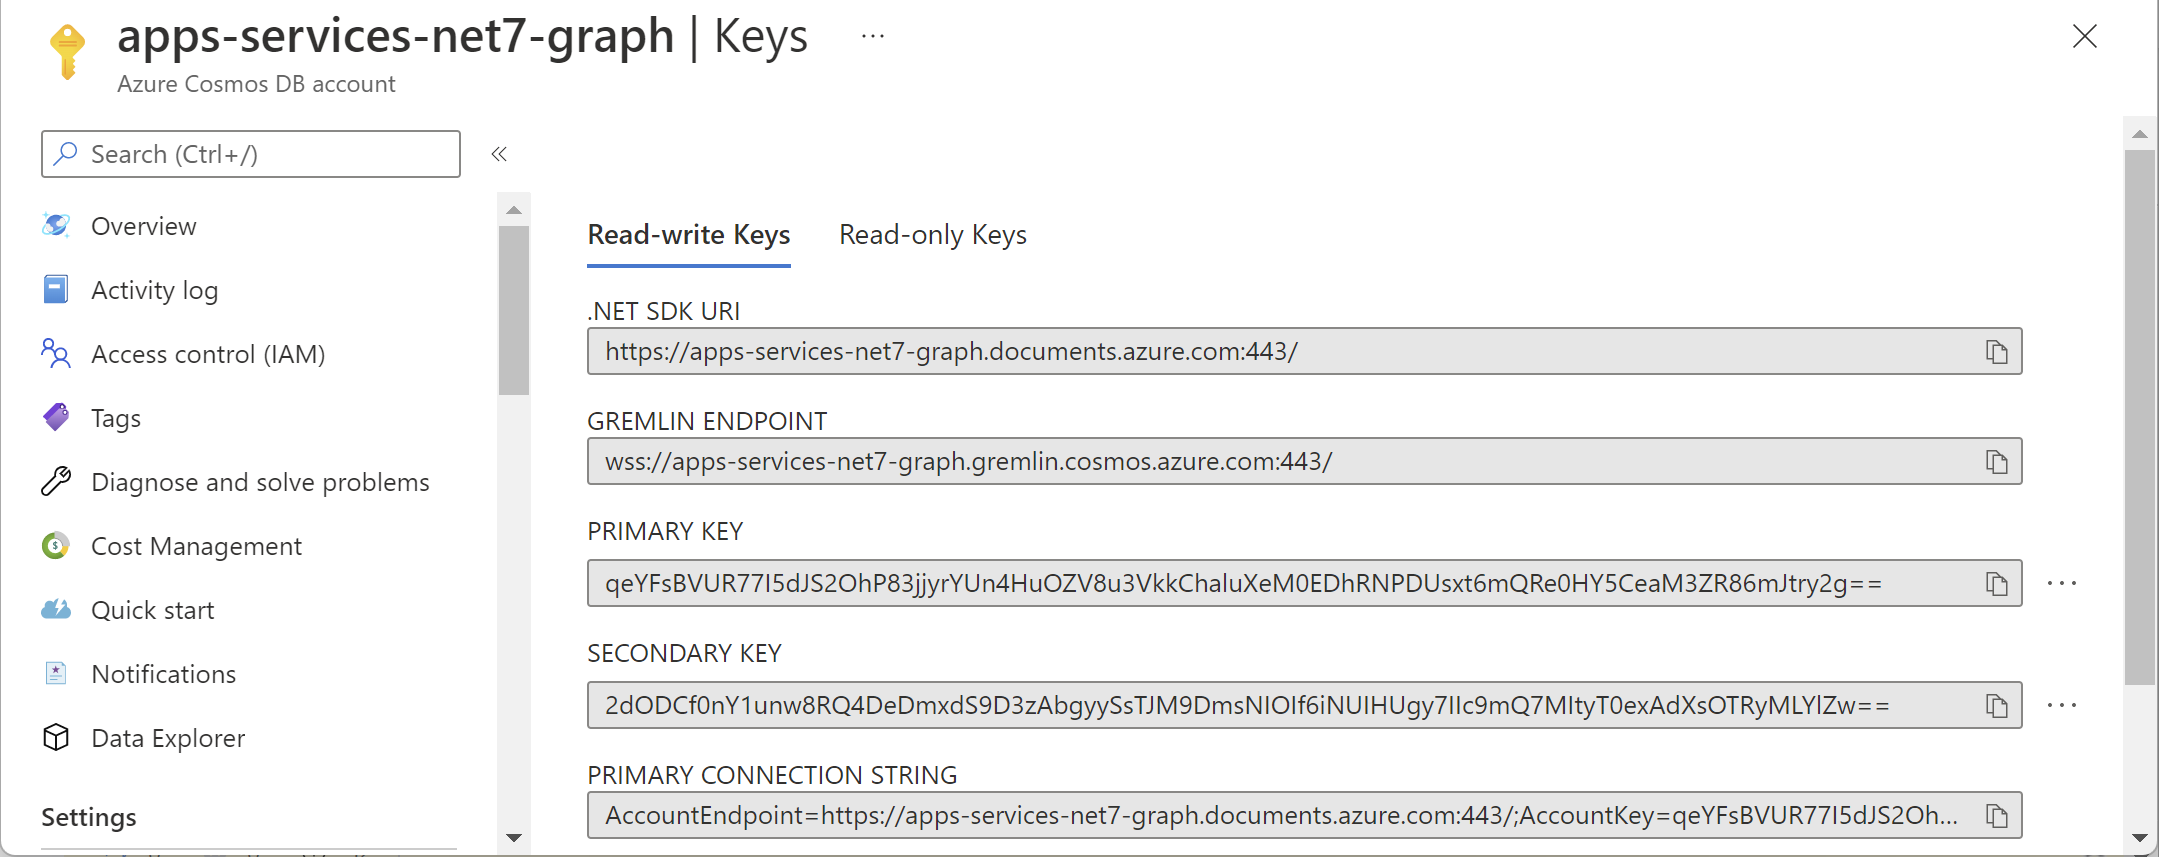 apps-services-net7-graph | Keys ...
Azure Cosmos DB account
Search (Ctrl+/)
«
Overview
Activity log
Access control (IAM)
Tags
Diagnose and solve problems
Cost Management
Quick start
Notifications
Data Explorer
Settings
Read-write Keys Read-only Keys
.NET SDK URI
https://apps-services-net7-graph.documents.azure.com:443/
GREMLIN ENDPOINT
wss://apps-services-net7-graph.gremlin.cosmos.azure.com:443/
PRIMARY KEY
qeYFsBVUR77I5dJS2OhP83jjyrYUn4HuOZV8u3VkkChaluXeM0EDhRNPDUsxt6mQRe0HY5CeaM3ZR86mJtry2g==
SECONDARY KEY
2dODCf0nY1unw8RQ4DeDmxdS9D3zAbgyySsTJM9DmsNIOIf6iNUIHUgy7IIc9mQ7MItyT0exAdXsOTRyMLYlZw==
PRIMARY CONNECTION STRING
AccountEndpoint=https://apps-services-net7-graph.documents.azure.com:443/;AccountKey=qeYFsBVUR77I5dJS2Oh...